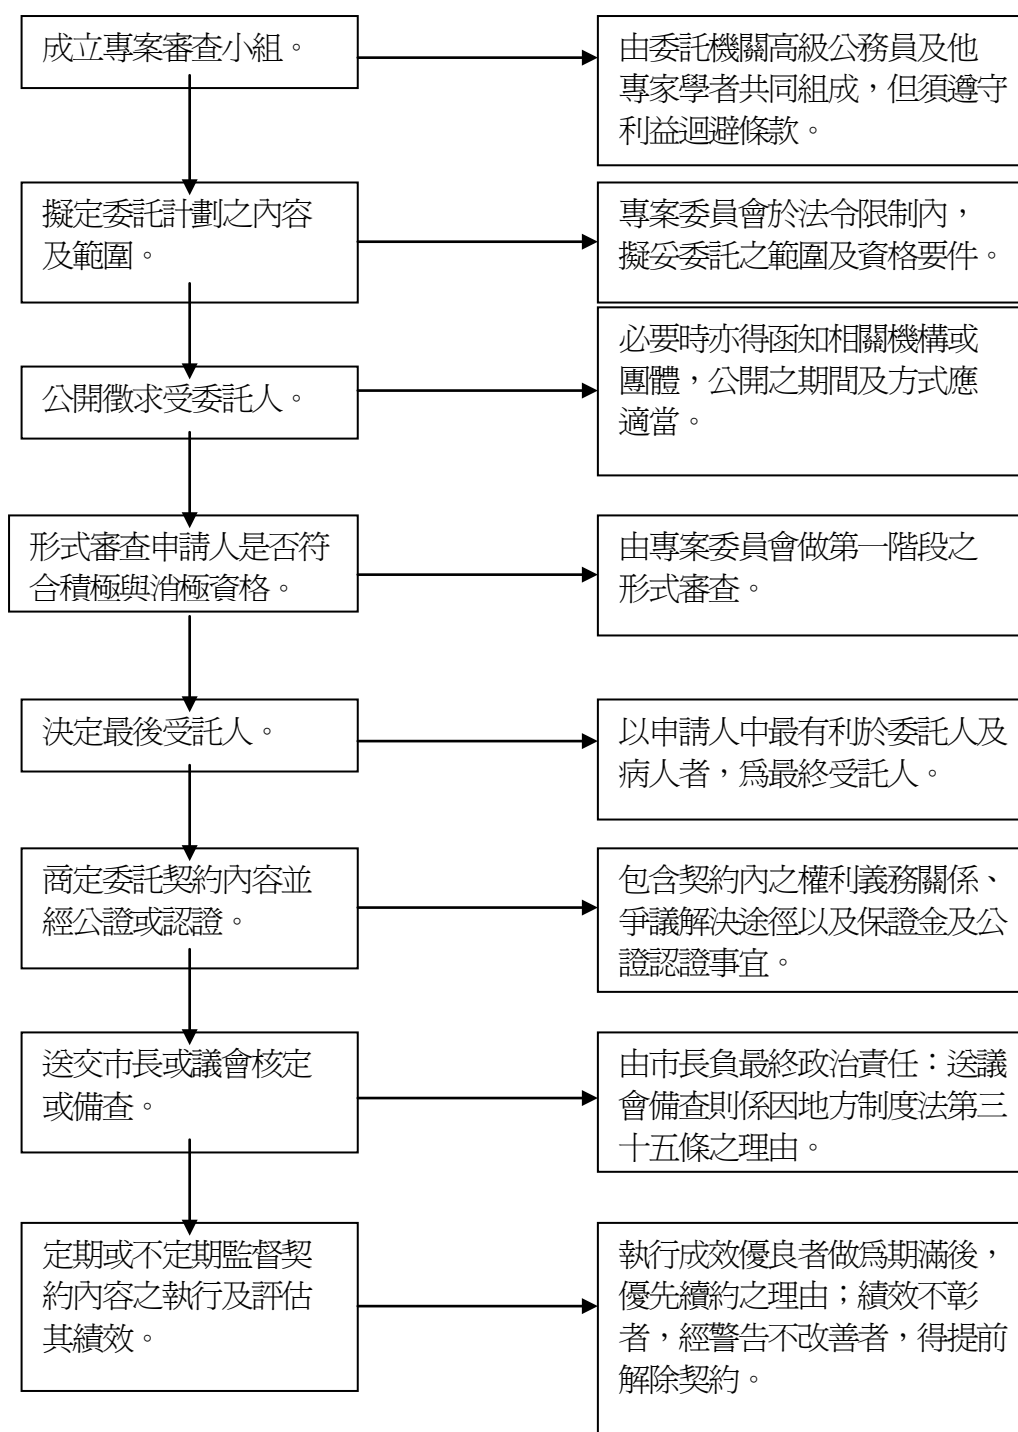 成立專案審查小組。
由委託機關高級公務員及他
專家學者共同組成，但須遵守
利益迴避條款。
擬定委託計劃之內容
及範圍。
專案委員會於法令限制內，
擬妥委託之範圍及資格要件。
公開徵求受委託人。
必要時亦得函知相關機構或
團體，公開之期間及方式應
適當。
形式審查申請人是否符
合積極與消極資格。
由專案委員會做第一階段之
形式審查。
決定最後受託人。
以申請人中最有利於委託人及
病人者，為最終受託人。
商定委託契約內容並
經公證或認證。
包含契約內之權利義務關係、
爭議解決途徑以及保證金及公
證認證事宜。
送交市長或議會核定
或備查。
由市長負最終政治責任：送議
會備查則係因地方制度法第三
十五條之理由。
定期或不定期監督契
約內容之執行及評估
其績效。
執行成效優良者做為期滿後，
優先續約之理由；績效不彰
者，經警告不改善者，得提前
解除契約。